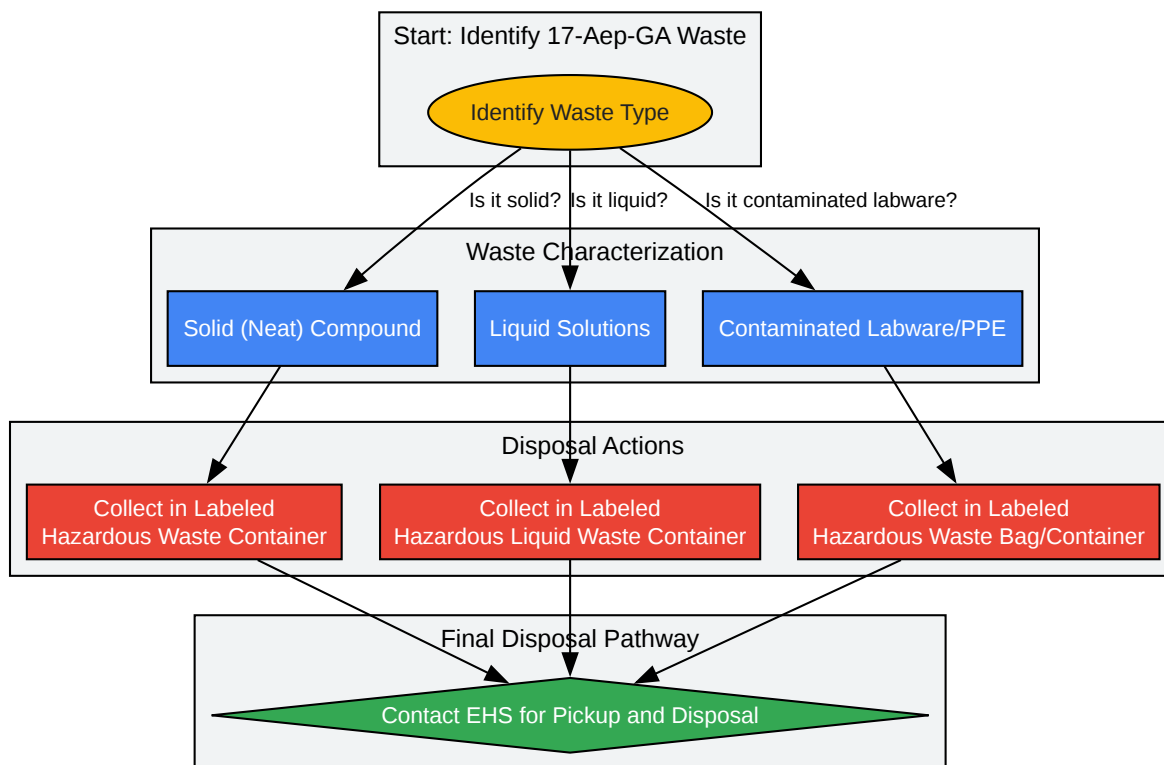 Start: Identify 17-Aep-GA Waste
Identify Waste Type
Is it solid?
Is it liquid?
Is it contaminated labware?
Waste Characterization
Solid (Neat) Compound
Liquid Solutions
Contaminated Labware/PPE
Disposal Actions
Collect in Labeled
Hazardous Waste Container
Collect in Labeled
Hazardous Liquid Waste Container
Collect in Labeled
Hazardous Waste Bag/Container
Final Disposal Pathway
Contact EHS for Pickup and Disposal